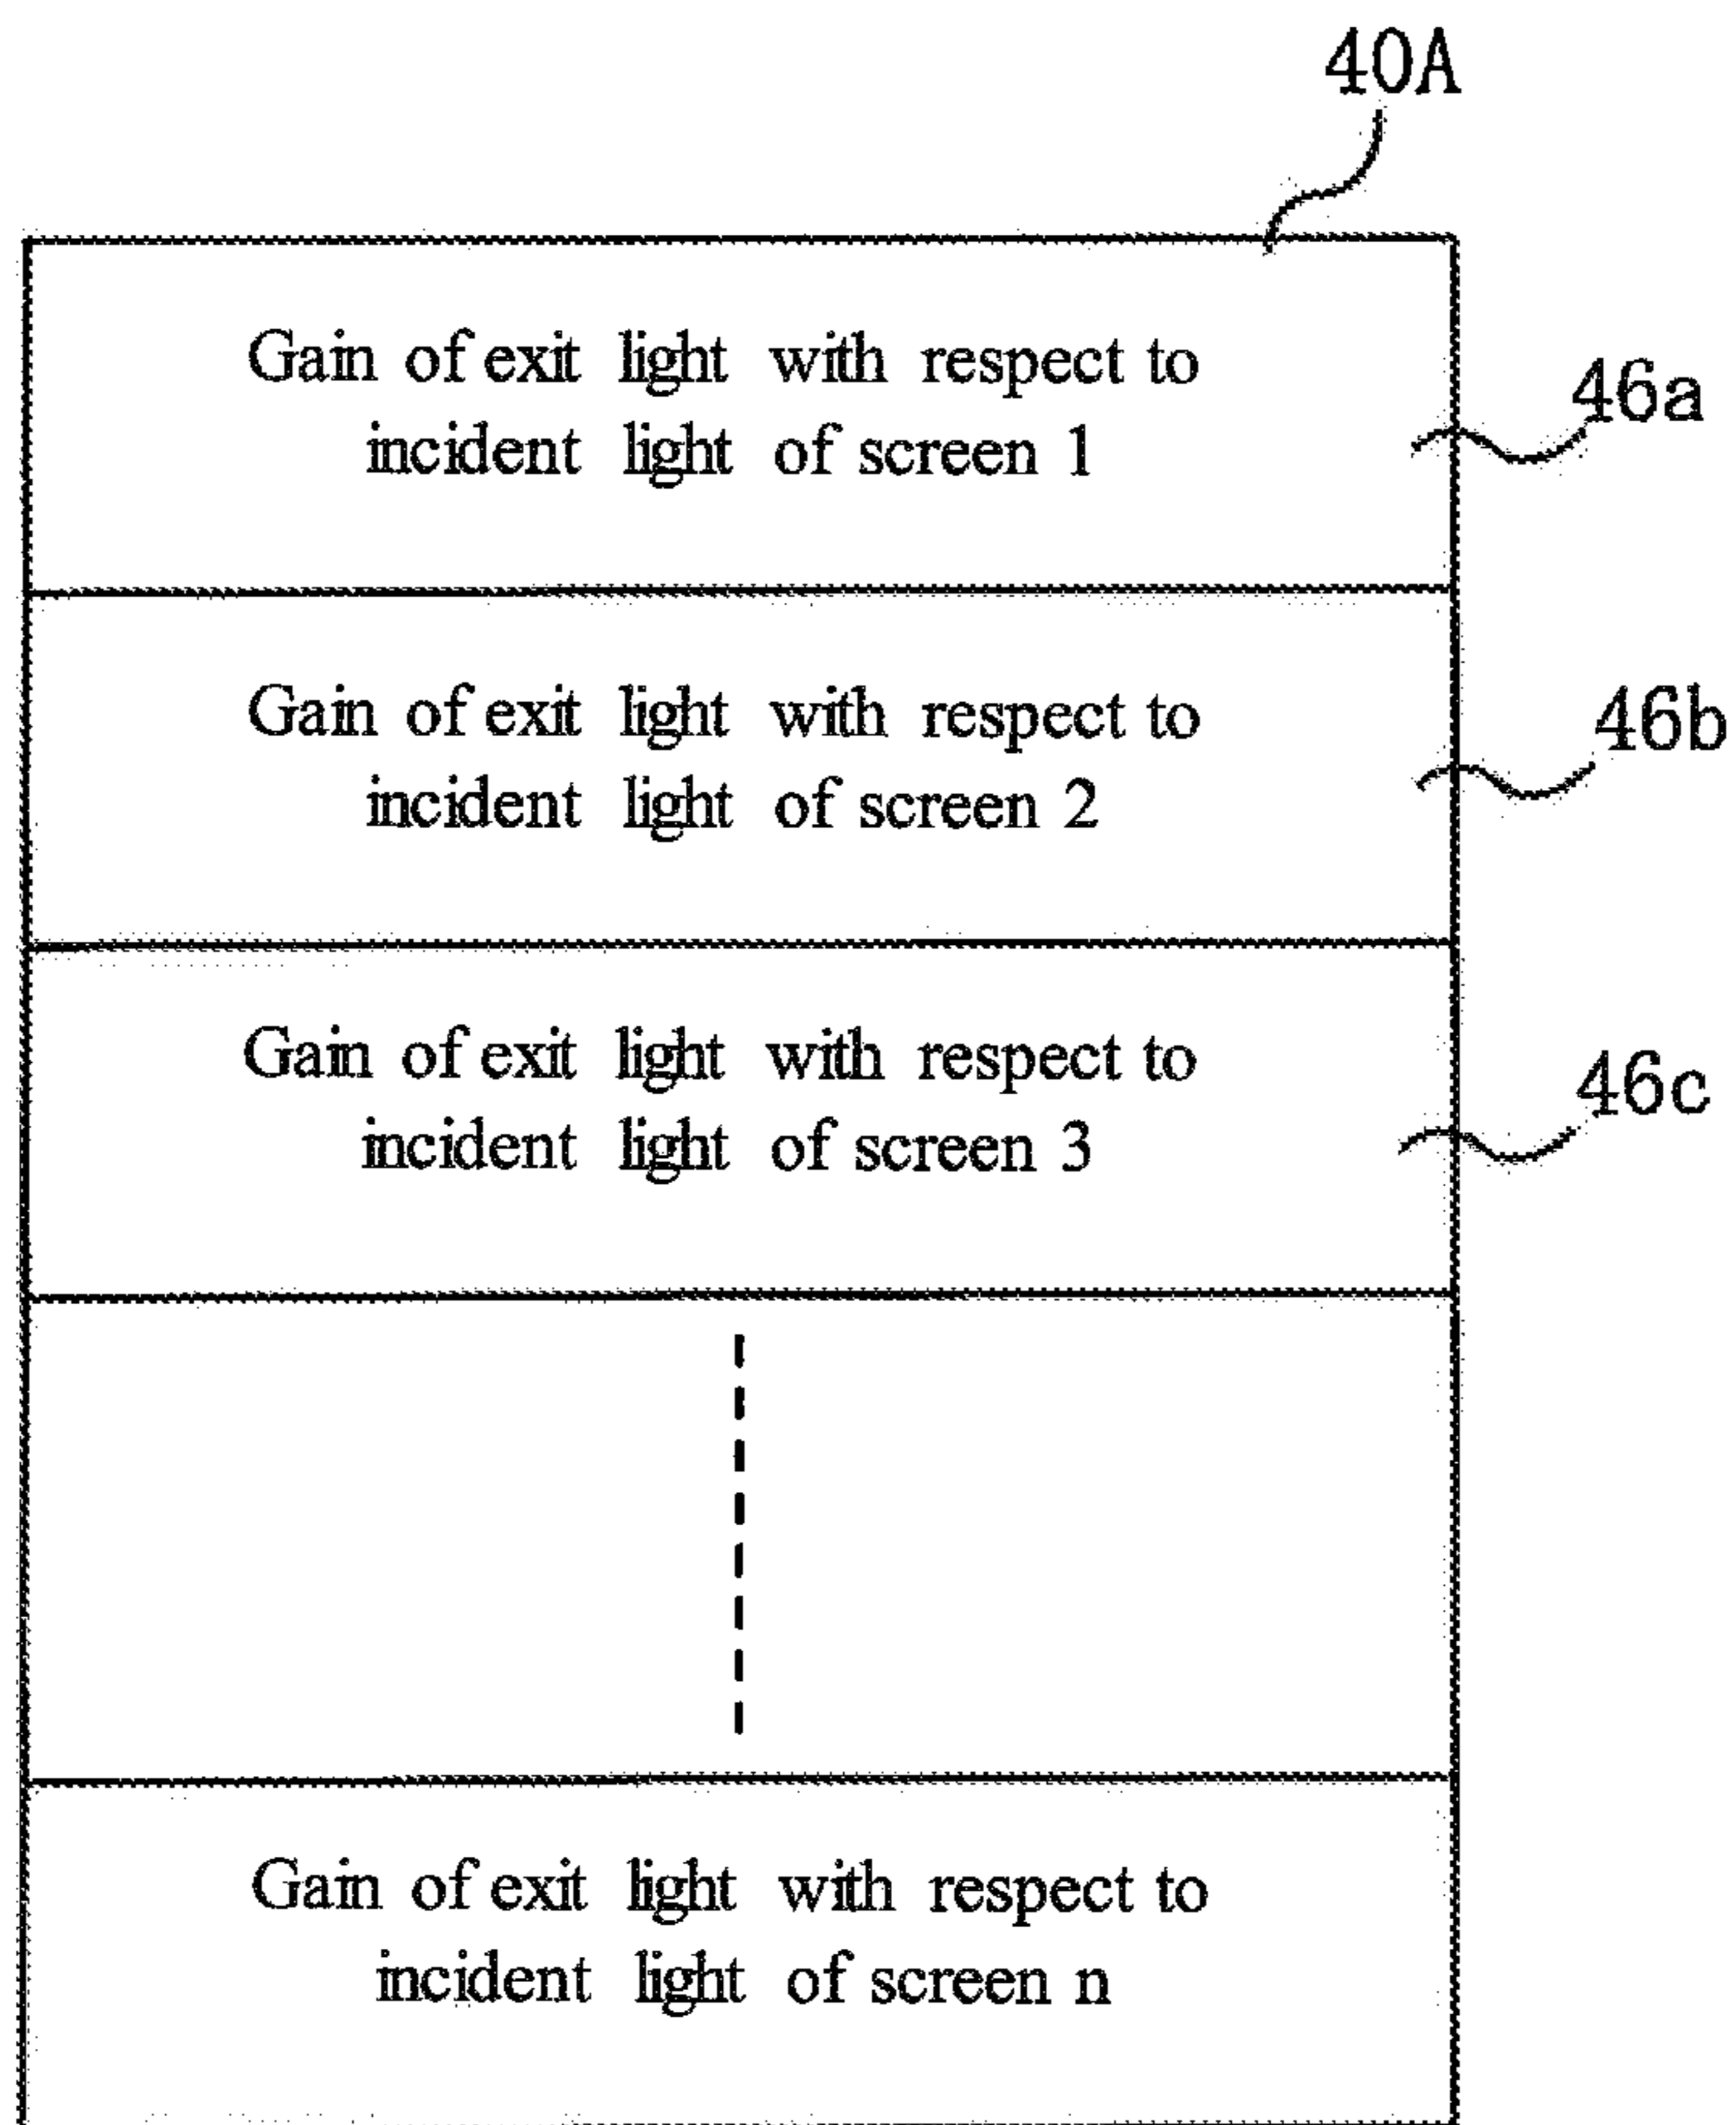 40A
Gain of exit light with respect to
incident light of screen 1
46a
Gain of exit light with respect to
incident light of screen 2
46b
Gain of exit light with respect to
incident light of screen 3
46c
Gain of exit light with respect to
incident light of screen n